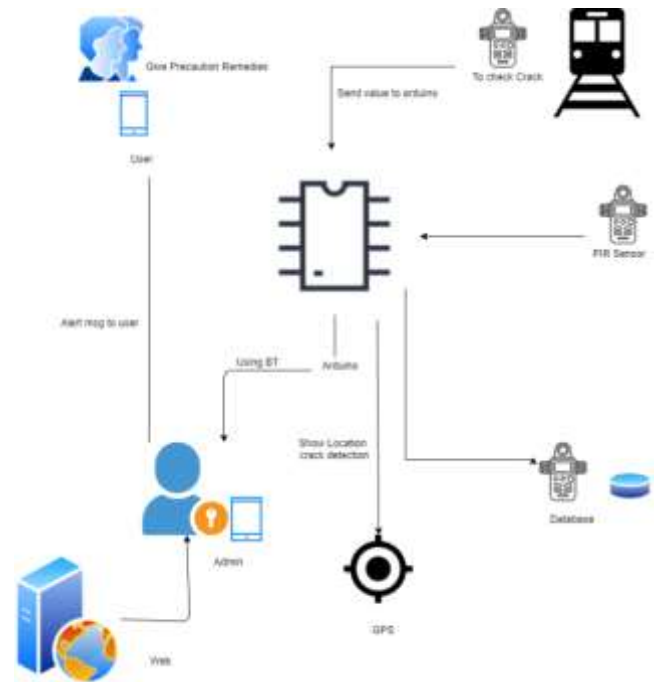 To check Crack
Give Precaution Remedies
Send value to arduino
User
PIR Sensor
Alert msg to user
Using BT
Arduino
Show Location
crack detection
Database
Admin
GPS
Web